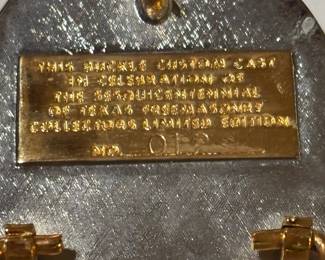 THIS BUCKLE CUSTOM CAST
IN CELEBRATION OF
THE SESQUICENTENNIAL
OF TEXAS FREEMASONRY
COLLECTORS LIMITED EDITION
NO.